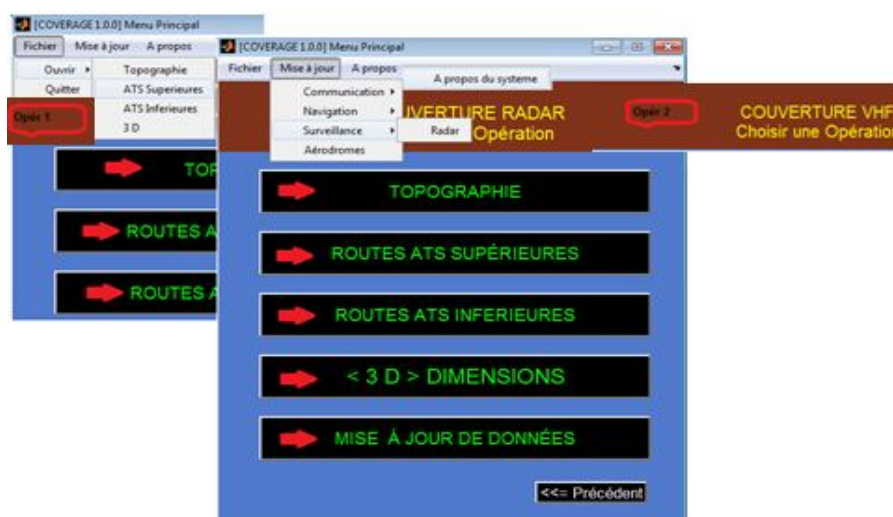 [COVERAGE 1.0.0] Menu Principal
Fichier Mise à jour A propos
Ouvrir Topographie
Quitter ATS Superieures
ATS Inferieures
3 D
Opér 1
TOP
ROUTES A
ROUTES A
[COVERAGE 1.0.0] Menu Principal
Fichier Mise à jour A propos
A propos du systeme
Communication
Navigation
Surveillance Radar
Aérodromes
UVERTURE RADAR
Opération
Opér 2
COUVERTURE VHF
Choisir une Opération
TOPOGRAPHIE
ROUTES ATS SUPÉRIEURES
ROUTES ATS INFERIEURES
< 3 D > DIMENSIONS
MISE Á JOUR DE DONNÉES
<<= Précédent